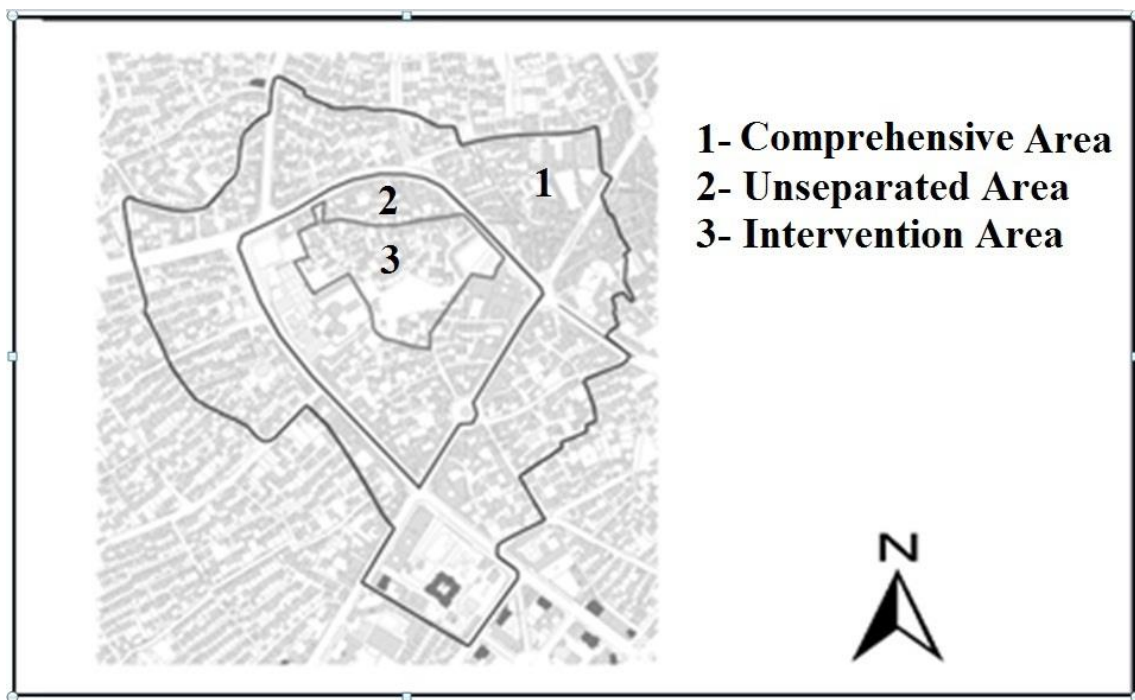 1- Comprehensive Area
2- Unseparated Area
3- Intervention Area
1
2
3
N